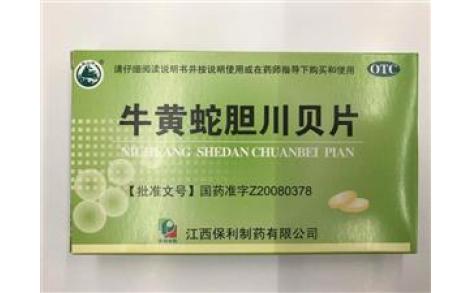 请仔细阅读说明书并按说明使用或在药师指导下购买和使用
OTC
牛黄蛇胆川贝片
NIUHUANG SHEDAN CHUANBEI PIAN
【批准文号】国药准字Z20080378
江西保利制药有限公司